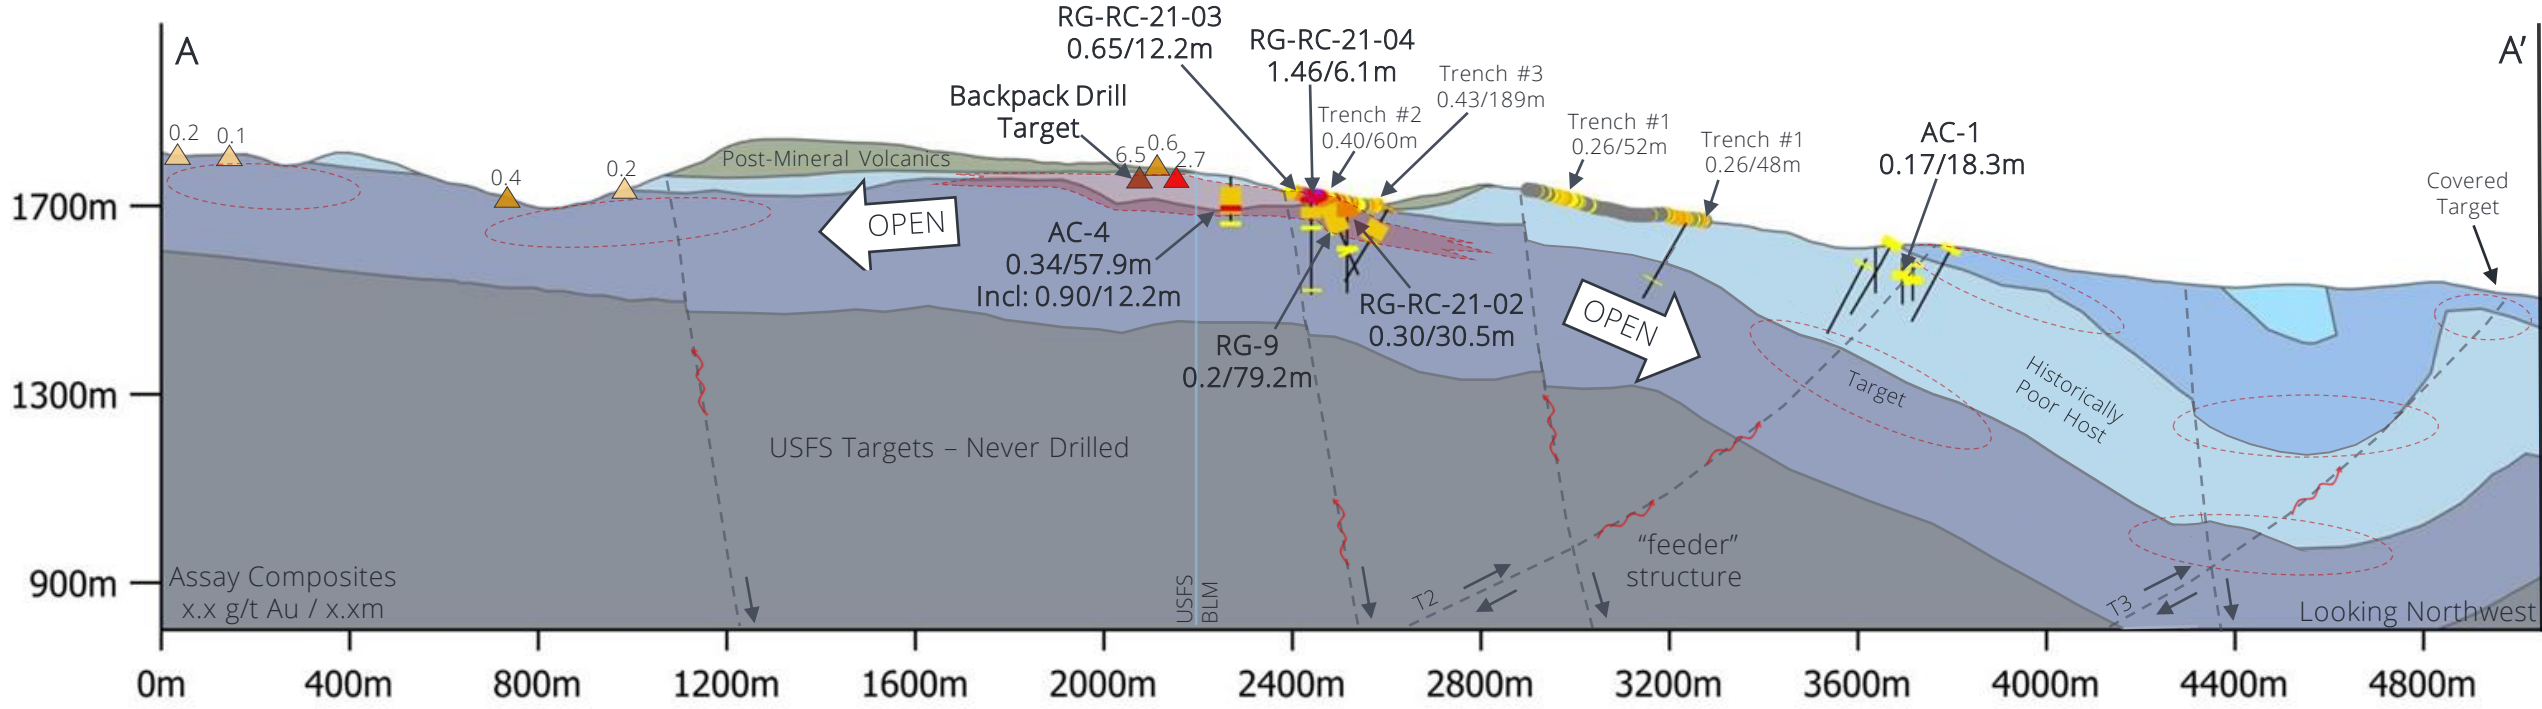 A
A’
RG-RC-21-03
0.65/12.2m
RG-RC-21-04
1.46/6.1m
Trench #3
0.43/189m
Backpack Drill
Target
Trench #2
0.40/60m
Trench #1
0.26/52m
Trench #1
0.26/48m
AC-1
0.17/18.3m
Covered
Target
0.2
0.1
0.4
0.2
6.5
0.6
2.7
Post-Mineral Volcanics
OPEN
AC-4
0.34/57.9m
Incl: 0.90/12.2m
RG-9
0.2/79.2m
RG-RC-21-02
0.30/30.5m
OPEN
Target
Historically
Poor Host
USFS Targets – Never Drilled
“feeder”
structure
T2
T3
USFS
BLM
Assay Composites
x.x g/t Au / x.xm
Looking Northwest
1700m
1300m
900m
0m
400m
800m
1200m
1600m
2000m
2400m
2800m
3200m
3600m
4000m
4400m
4800m